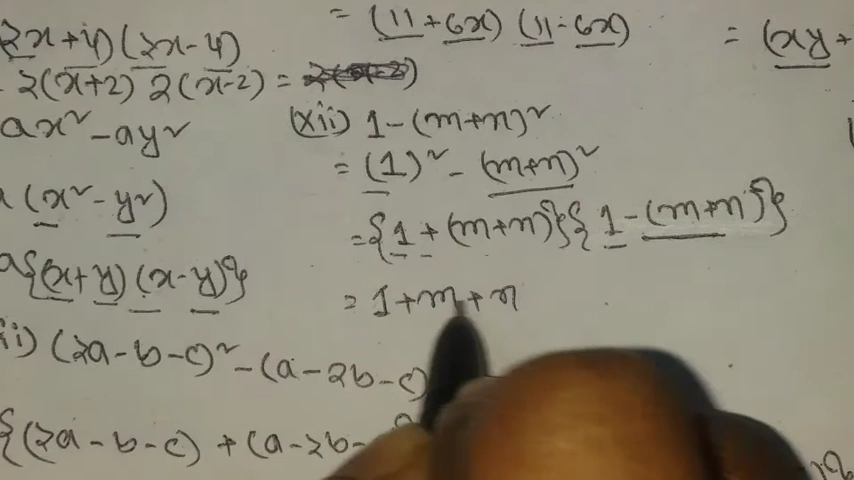 2x+4) (2x-4)
2(x+2) 2(x-2) =
ax² - ay²
(x² - y²)
a{(x+y) (x-y)}
ii) (2a-b-c)² - (a-2b-c)
{(2a-b-c) + (a-2b-
= (11+6x) (11-6x)
(xii) 1-(m+n)²
= (1)² - (m+n)²
= {1+(m+n)}{1-(m+n)}
= 1+m+n
= (xy+